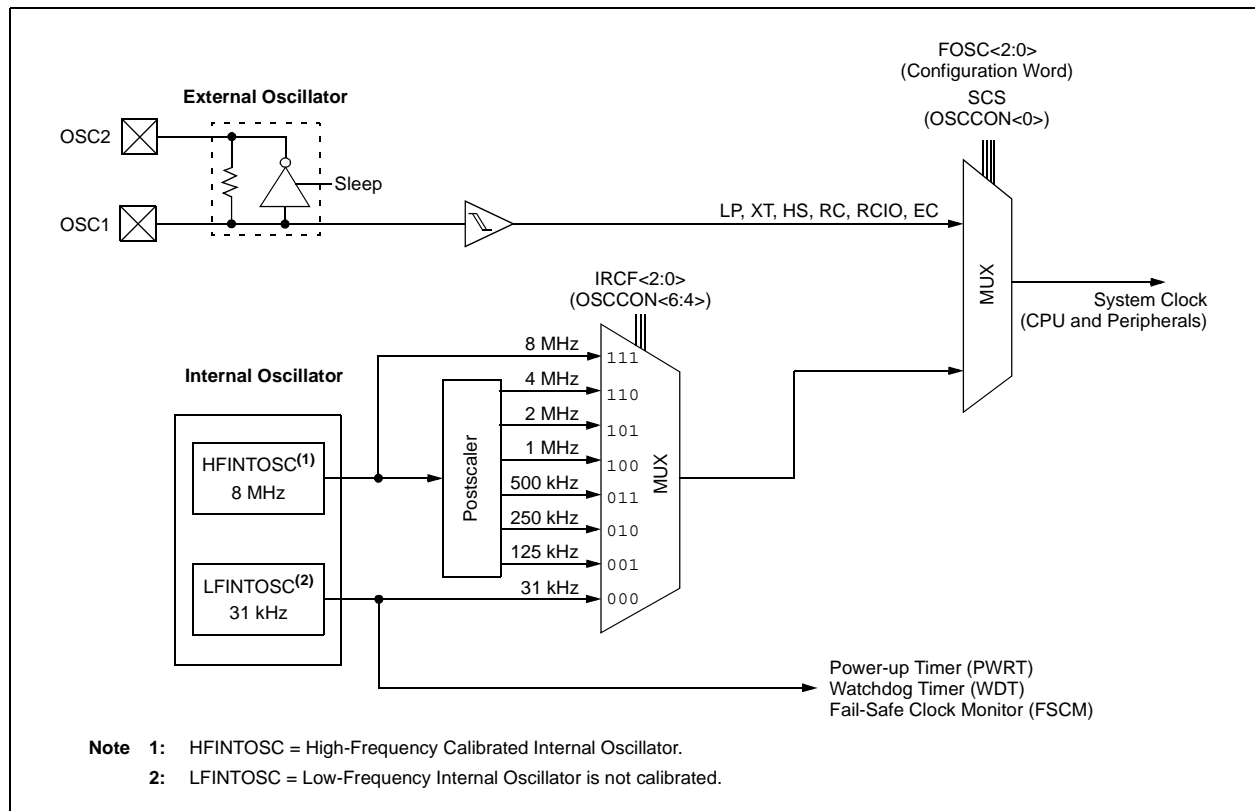 FOSC<2:0>
(Configuration Word)
SCS
(OSCCON<0>)
External Oscillator
OSC2
Sleep
OSC1
LP, XT, HS, RC, RCIO, EC
MUX
System Clock
(CPU and Peripherals)
IRCF<2:0>
(OSCCON<6:4>)
Internal Oscillator
HFINTOSC(1)
8 MHz
LFINTOSC(2)
31 kHz
Postscaler
8 MHz
4 MHz
2 MHz
1 MHz
500 kHz
250 kHz
125 kHz
31 kHz
111
110
101
100
011
010
001
000
MUX
Power-up Timer (PWRT)
Watchdog Timer (WDT)
Fail-Safe Clock Monitor (FSCM)
Note 1: HFINTOSC = High-Frequency Calibrated Internal Oscillator.
2: LFINTOSC = Low-Frequency Internal Oscillator is not calibrated.